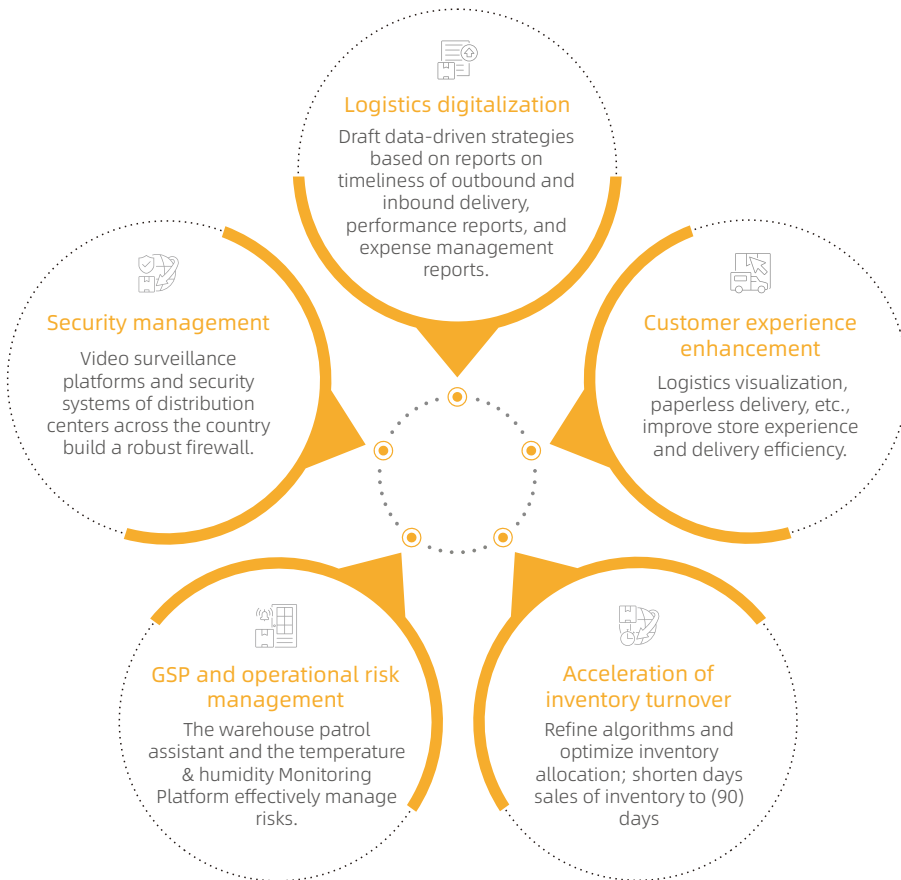 Logistics digitalization
Draft data-driven strategies
based on reports on
timeliness of outbound and
inbound delivery,
performance reports, and
expense management
reports.
Security management
Video surveillance
platforms and security
systems of distribution
centers across the country
build a robust firewall.
Customer experience
enhancement
Logistics visualization,
paperless delivery, etc.,
improve store experience
and delivery efficiency.
GSP and operational risk
management
The warehouse patrol
assistant and the temperature
& humidity Monitoring
Platform effectively manage
risks.
Acceleration of
inventory turnover
Refine algorithms and
optimize inventory
allocation; shorten days
sales of inventory to (90)
days